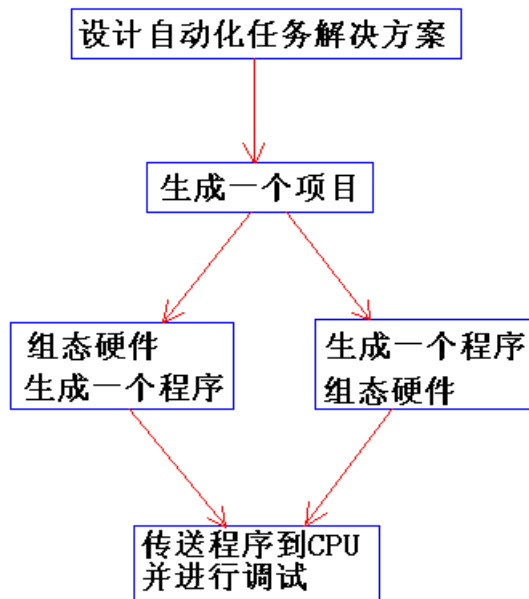 设计自动化任务解决方案
生成一个项目
组态硬件
生成一个程序
生成一个程序
组态硬件
传送程序到CPU
并进行调试